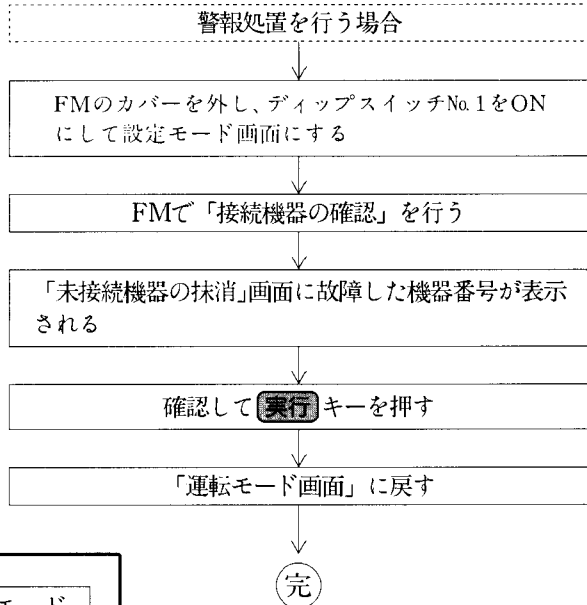 警報処置を行う場合
FMのカバーを外し、ディップスイッチNo.1をON
にして設定モード画面にする
FMで「接続機器の確認」を行う
「未接続機器の抹消」画面に故障した機器番号が表示
される
確認して 実行 キーを押す
「運転モード画面」に戻す
完
モード